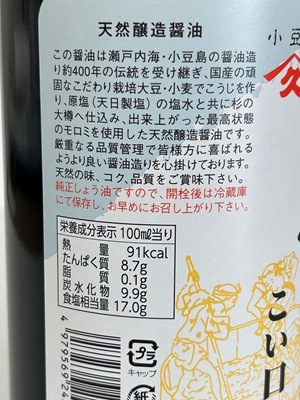 天然醸造醤油
この醤油は瀬戸内海・小豆島の醤油造
り約400年の伝統を受け継ぎ、国産の頑
固なこだわり栽培大豆・小麦でこうじを作
り、原塩(天日製塩)の塩水と共に杉の
大樽へ仕込み、出来上がった最高状態
のモロミを使用した天然醸造醤油です。
厳重なる品質管理で皆様方に喜ばれる
ようより良い醤油造りを心掛けております。
天然の味、コク、品質をご賞味下さい。
純正しょう油ですので、開栓後は冷蔵庫
にて保存し、お早めにお召し上がり下さい。
栄養成分表示 100㎖当り
熱量 91kcal
たんぱく質 8.7g
脂質 0.1g
炭水化物 9.9g
食塩相当量 17.0g
4 979569 24
プラ
キャップ
紙
小豆
こい口